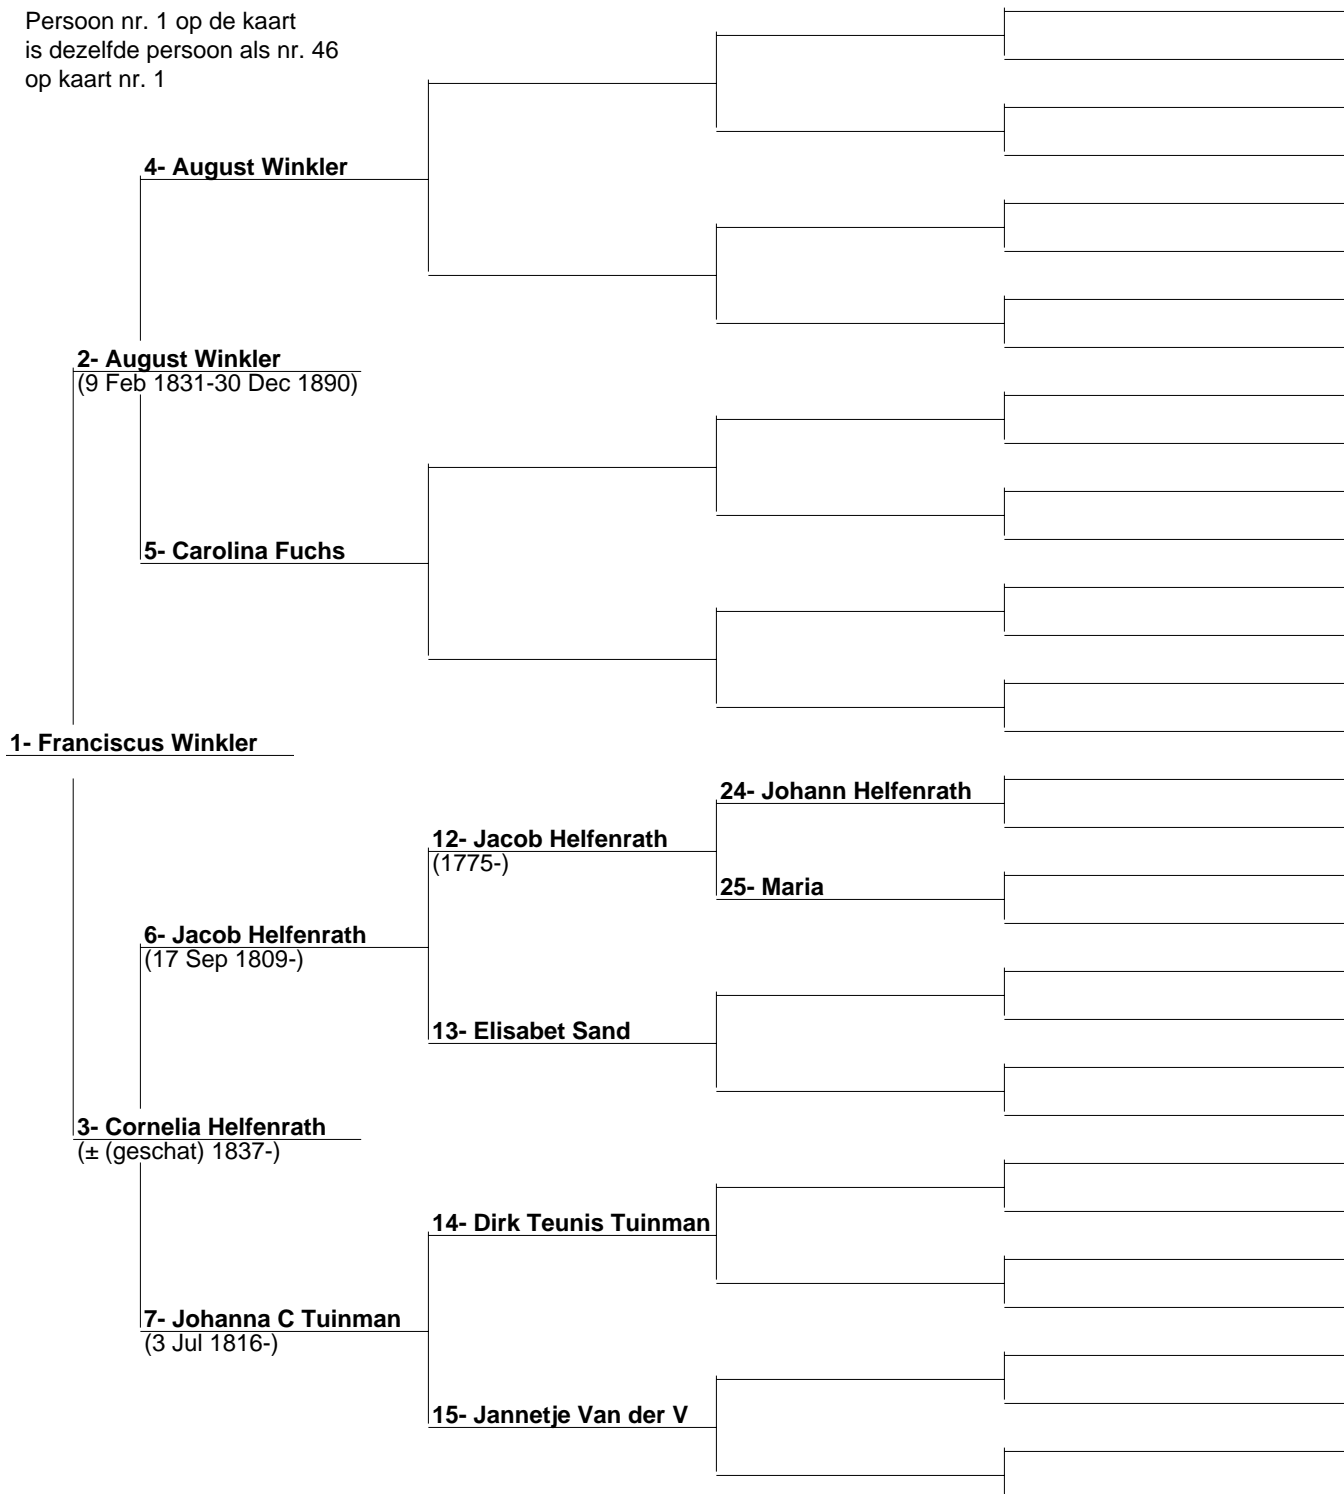 Persoon nr. 1 op de kaart
is dezelfde persoon als nr. 46
op kaart nr. 1
4- August Winkler
2- August Winkler
(9 Feb 1831-30 Dec 1890)
5- Carolina Fuchs
1- Franciscus Winkler
24- Johann Helfenrath
12- Jacob Helfenrath
(1775-)
25- Maria
6- Jacob Helfenrath
(17 Sep 1809-)
13- Elisabet Sand
3- Cornelia Helfenrath
(± (geschat) 1837-)
14- Dirk Teunis Tuinman
7- Johanna C Tuinman
(3 Jul 1816-)
15- Jannetje Van der V